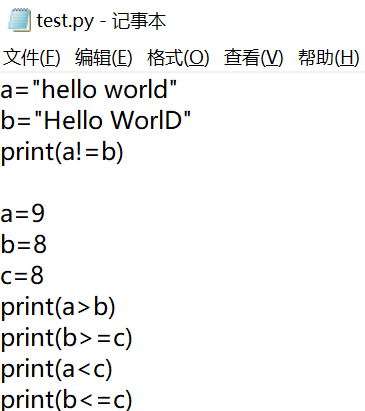 test.py - 记事本
文件(F) 编辑(E) 格式(O) 查看(V) 帮助(H)
a="hello world"
b="Hello WorlD"
print(a!=b)
a=9
b=8
c=8
print(a>b)
print(b>=c)
print(a<c)
print(b<=c)